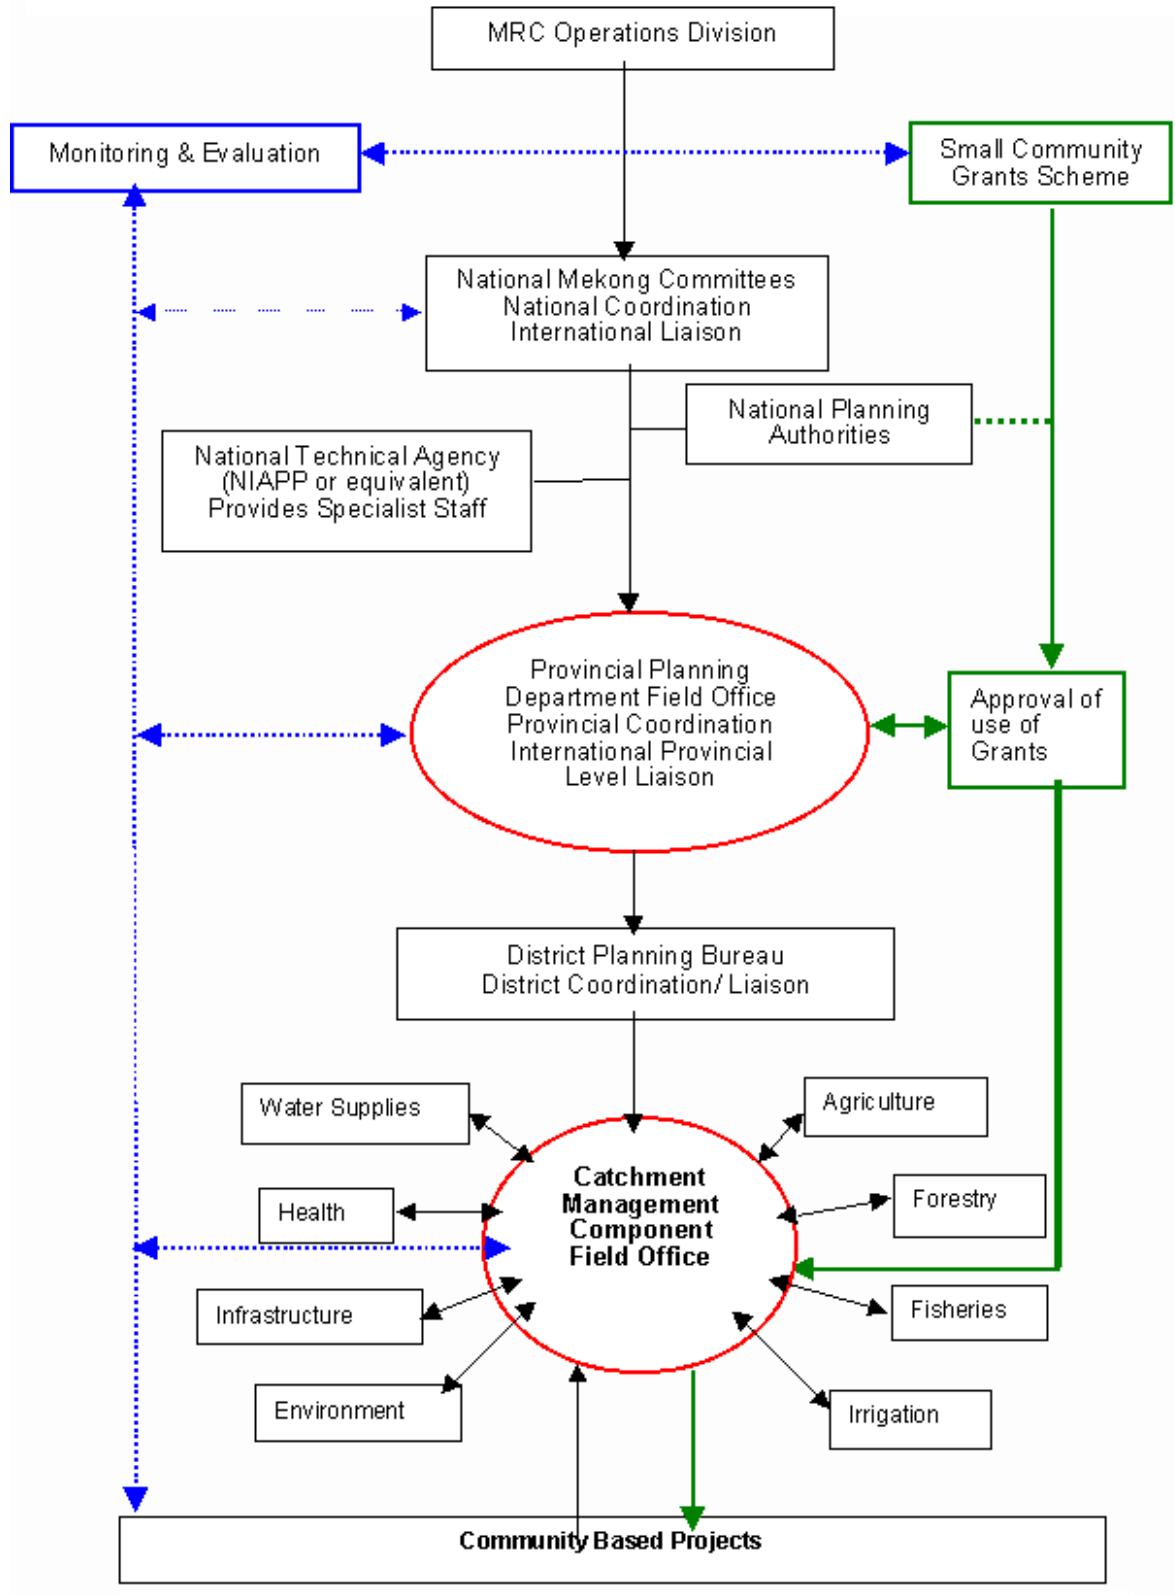 MRC Operations Division
Monitoring & Evaluation
Small Community
Grants Scheme
National Mekong Committees
National Coordination
International Liaison
National Planning
Authorities
National Technical Agency
(NIAPP or equivalent)
Provides Specialist Staff
Provincial Planning
Department Field Office
Provincial Coordination
International Provincial
Level Liaison
Approval of
use of
Grants
District Planning Bureau
District Coordination/ Liaison
Water Supplies
Agriculture
Catchment
Management
Component
Field Office
Health
Forestry
Infrastructure
Fisheries
Environment
Irrigation
Community Based Projects